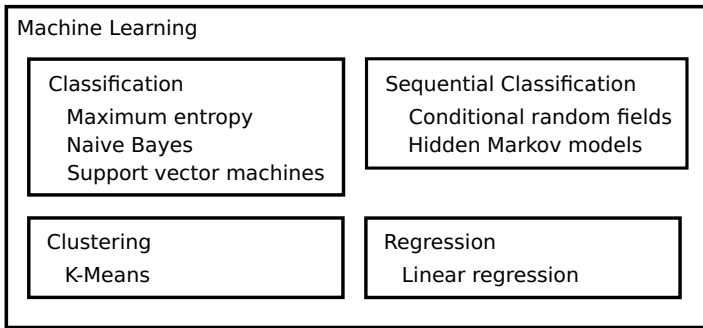 Machine Learning
Classification
Maximum entropy
Naive Bayes
Support vector machines
Sequential Classification
Conditional random fields
Hidden Markov models
Clustering
K-Means
Regression
Linear regression